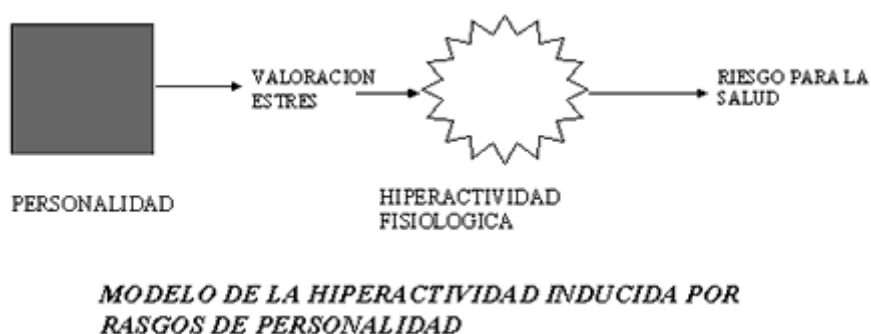 VALORACION
ESTRES
RIESGO PARA LA
SALUD
PERSONALIDAD
HIPERACTIVIDAD
FISIOLOGICA
MODELO DE LA HIPERACTIVIDAD INDUCIDA POR
RASGOS DE PERSONALIDAD